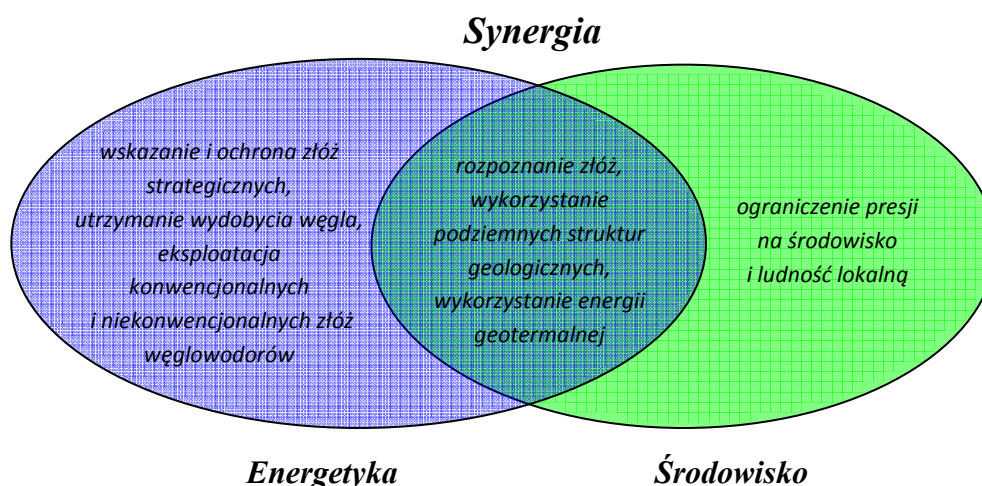 Synergia
wskazanie i ochrona złóż
strategicznych,
utrzymanie wydobycia węgla,
eksploatacja
konwencjonalnych
i niekonwencjonalnych złóż
węglowodorów
rozpoznanie złóż,
wykorzystanie
podziemnych struktur
geologicznych,
wykorzystanie energii
geotermalnej
ograniczenie presji
na środowisko
i ludność lokalną
Energetyka
Środowisko